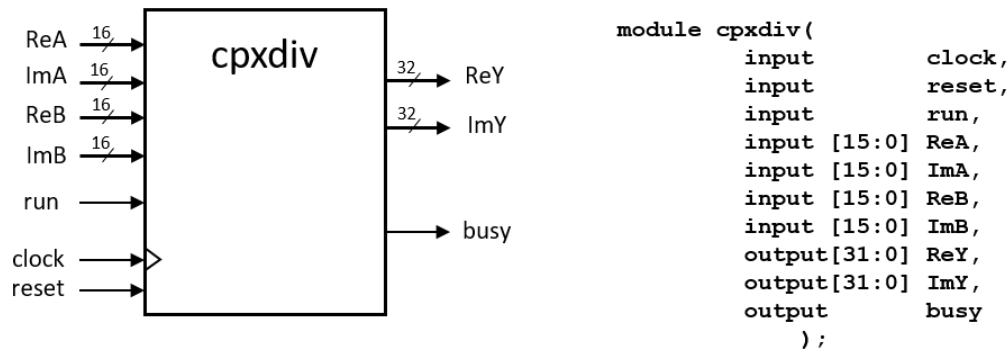 cpxdiv
ReA 16
ImA 16
ReB 16
ImB 16
run
clock
reset
32 ReY
32 ImY
busy
module cpxdiv(
input clock,
input reset,
input run,
input [15:0] ReA,
input [15:0] ImA,
input [15:0] ReB,
input [15:0] ImB,
output[31:0] ReY,
output[31:0] ImY,
output busy
);